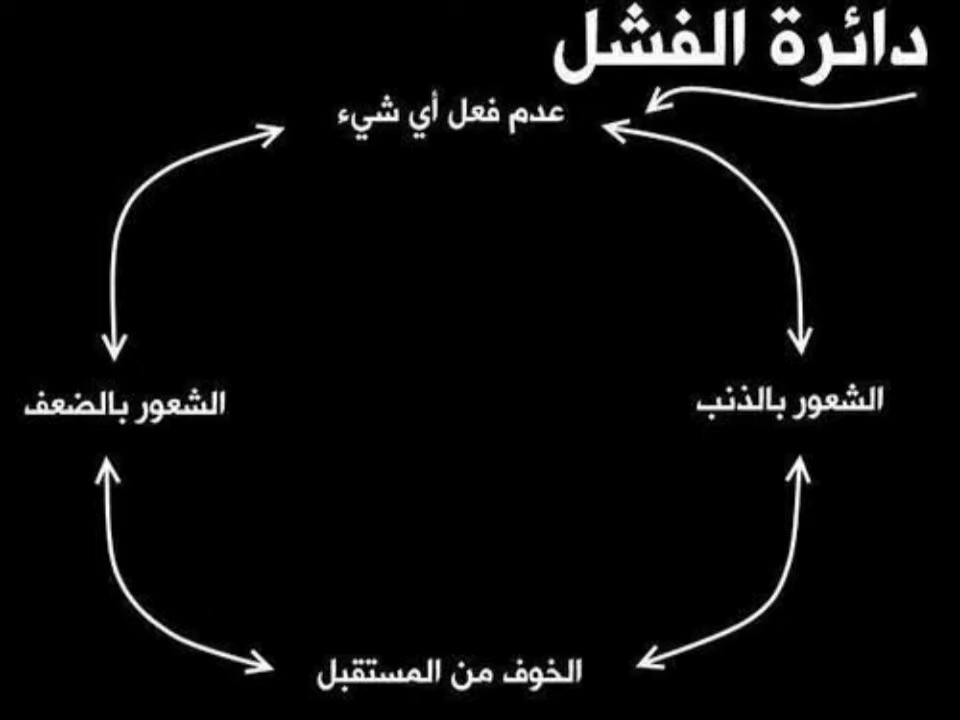 دائرة الفشل
عدم فعل أي شيء
الشعور بالذنب
الشعور بالضعف
الخوف من المستقبل